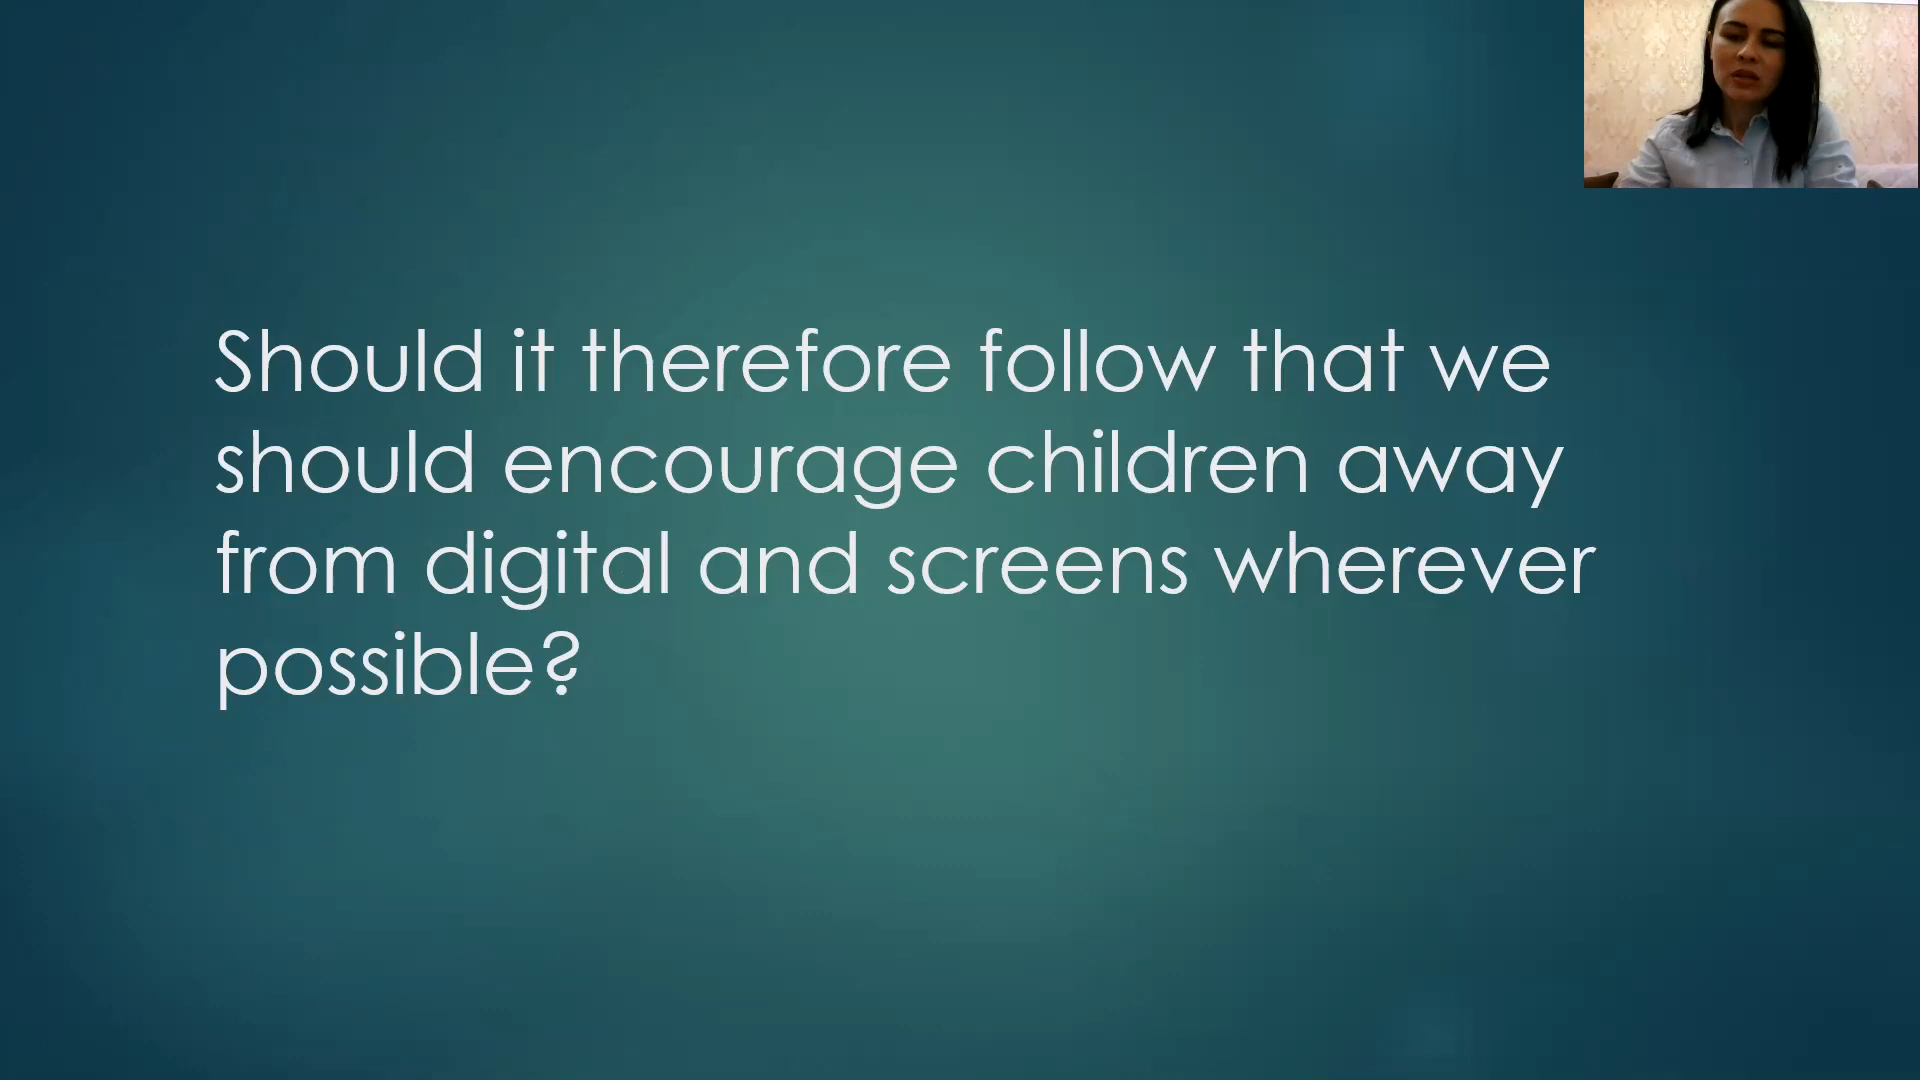 Should it therefore follow that we
should encourage children away
from digital and screens wherever
possible?